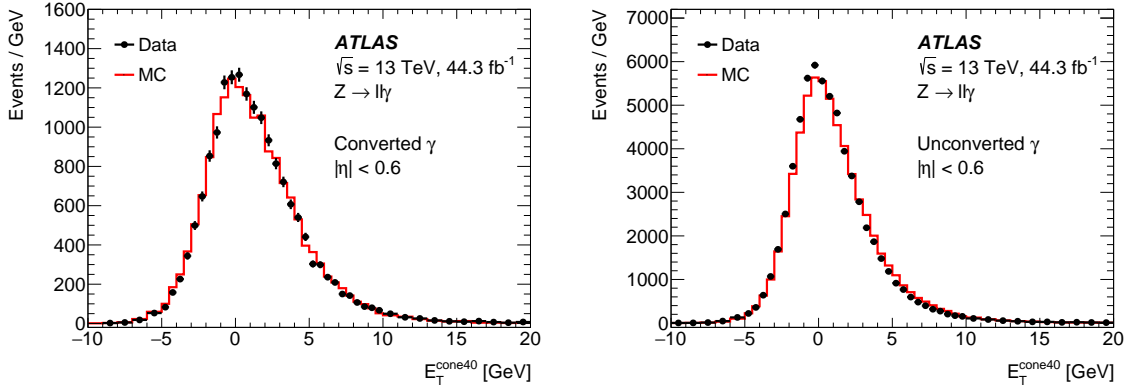 Events / GeV
1600
1400
1200
1000
800
600
400
200
0
−10 −5 0 5 10 15 20
E_T^cone40 [GeV]
Data
MC
ATLAS
√s = 13 TeV, 44.3 fb⁻¹
Z → llγ
Converted γ
|η| < 0.6
Events / GeV
7000
6000
5000
4000
3000
2000
1000
0
−10 −5 0 5 10 15 20
E_T^cone40 [GeV]
Data
MC
ATLAS
√s = 13 TeV, 44.3 fb⁻¹
Z → llγ
Unconverted γ
|η| < 0.6